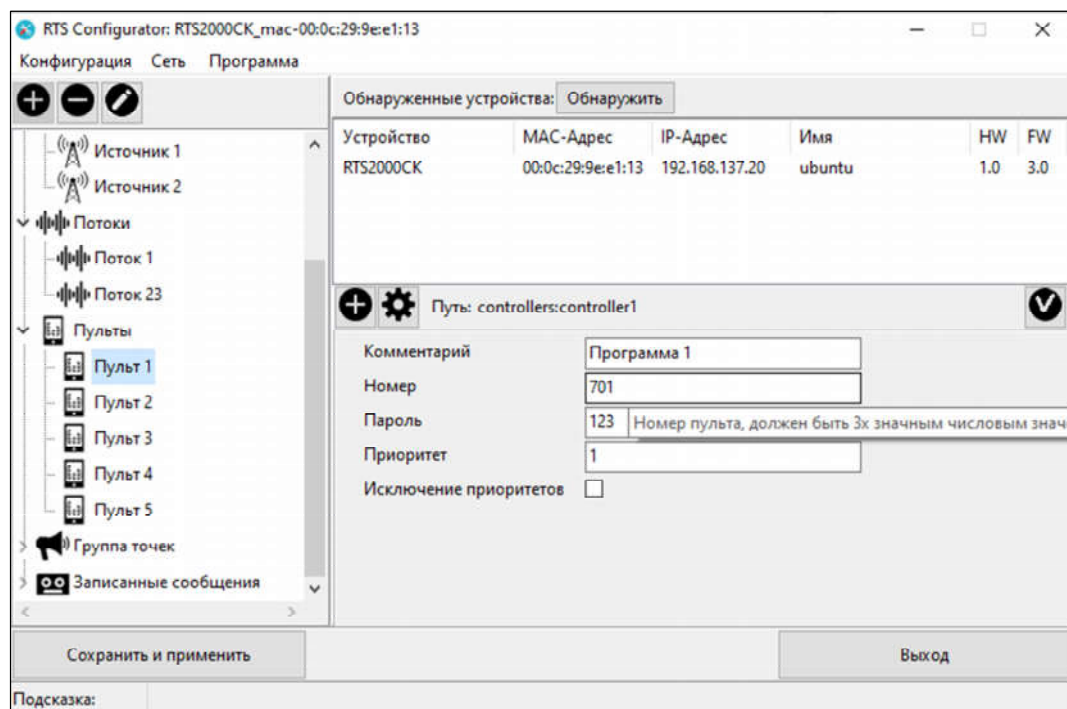 RTS Configurator: RTS2000CK_mac-00:0c:29:9e:e1:13
Конфигурация Сеть Программа
Обнаруженные устройства: Обнаружить
Устройство MAC-Адрес IP-Адрес Имя HW FW
RTS2000CK 00:0c:29:9e:e1:13 192.168.137.20 ubuntu 1.0 3.0
Источник 1
Источник 2
Потоки
Поток 1
Поток 23
Пульты
Пульт 1
Пульт 2
Пульт 3
Пульт 4
Пульт 5
Группа точек
Записанные сообщения
Путь: controllers:controller1
Комментарий Программа 1
Номер 701
Пароль 123
Номер пульта, должен быть 3х значным числовым знач
Приоритет 1
Исключение приоритетов
Сохранить и применить
Выход
Подсказка: